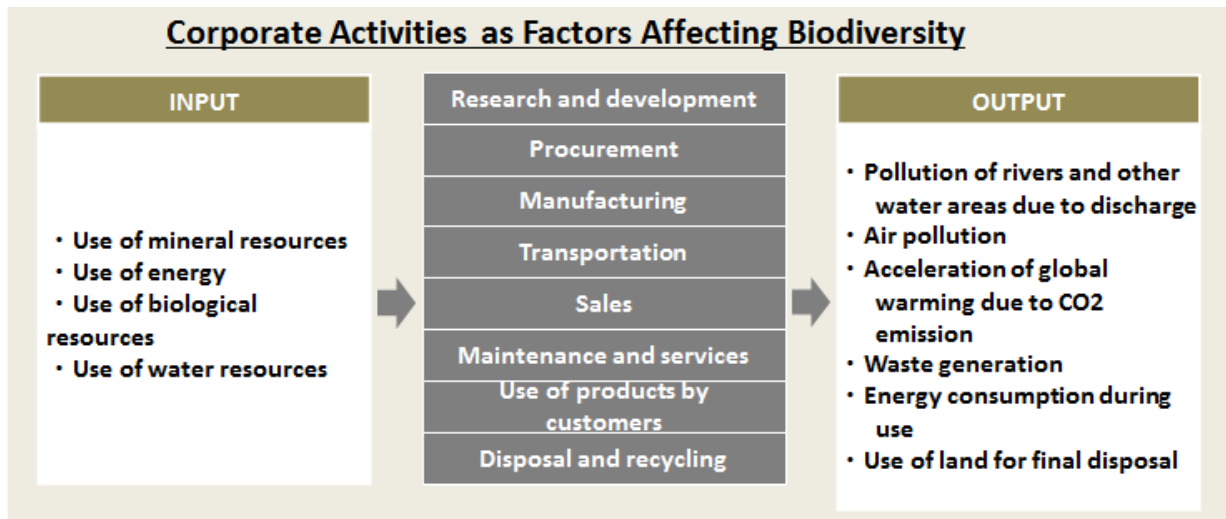 Corporate Activities as Factors Affecting Biodiversity
INPUT
・Use of mineral resources
・Use of energy
・Use of biological
resources
・Use of water resources
Research and development
Procurement
Manufacturing
Transportation
Sales
Maintenance and services
Use of products by
customers
Disposal and recycling
OUTPUT
・Pollution of rivers and other
water areas due to discharge
・Air pollution
・Acceleration of global
warming due to CO2
emission
・Waste generation
・Energy consumption during
use
・Use of land for final disposal